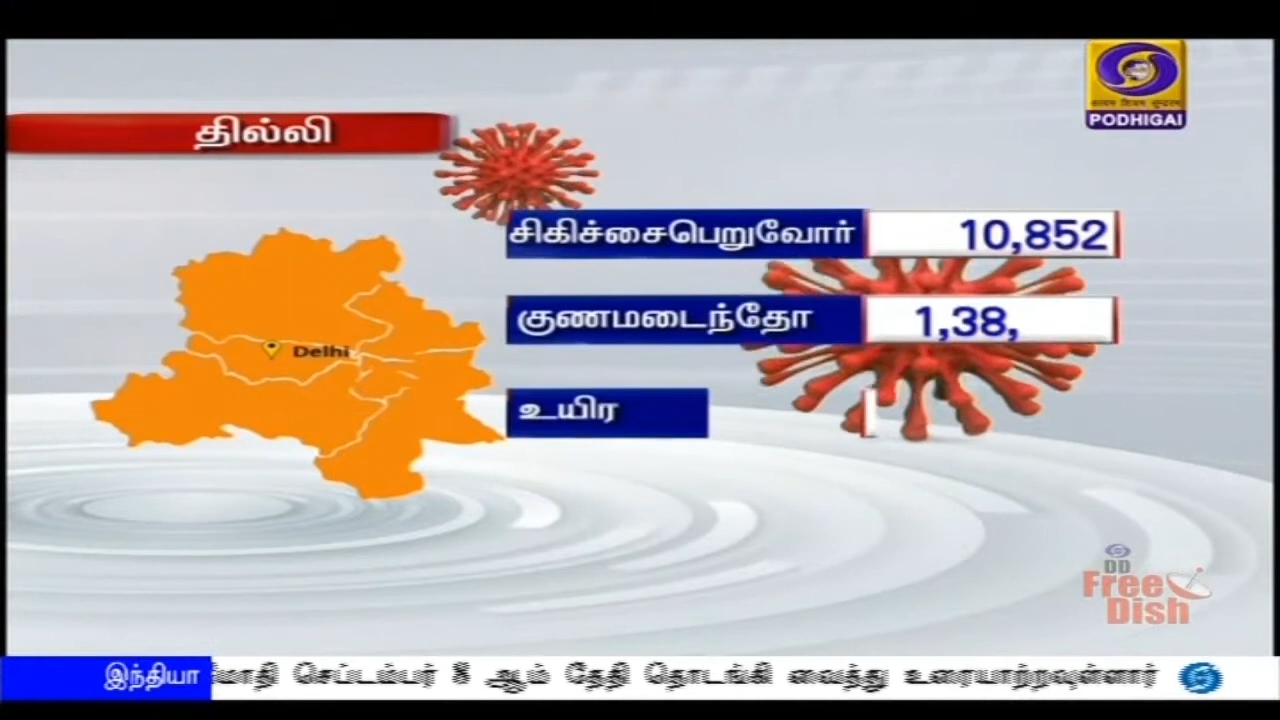 PODHIGAI
தில்லி
சிகிச்சைபெறுவோர் 10,852
குணமடைந்தோ 1,38,
Delhi
உயிர
DD
Free
Dish
இந்தியா மோதி செப்டம்பர் 8 ஆம் தேதி தொடங்கி வைத்து உரையாற்றவுள்ளார்